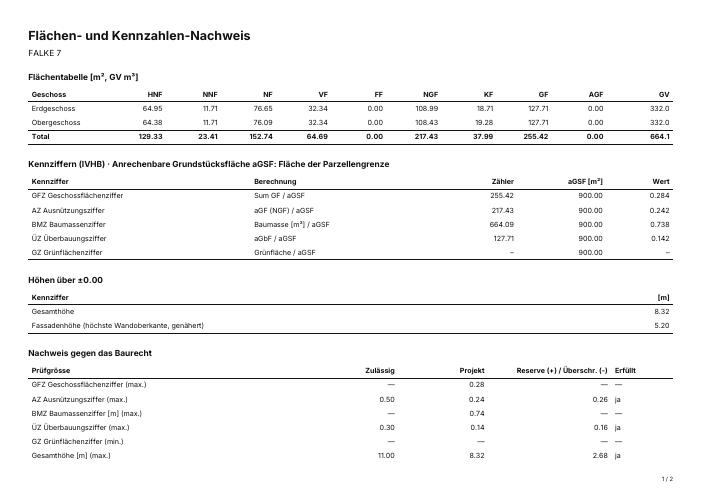 Flächen- und Kennzahlen-Nachweis
FALKE 7
Flächentabelle [m², GV m³]
Geschoss HNF NNF NF VF FF NGF KF GF AGF GV
Erdgeschoss 64.95 11.71 76.65 32.34 0.00 108.99 18.71 127.71 0.00 332.0
Obergeschoss 64.38 11.71 76.09 32.34 0.00 108.43 19.28 127.71 0.00 332.0
Total 129.33 23.41 152.74 64.69 0.00 217.43 37.99 255.42 0.00 664.1
Kennziffern (IVHB) · Anrechenbare Grundstücksfläche aGSF: Fläche der Parzellengrenze
Kennziffer Berechnung Zähler aGSF [m²] Wert
GFZ Geschossflächenziffer Sum GF / aGSF 255.42 900.00 0.284
AZ Ausnützungsziffer aGF (NGF) / aGSF 217.43 900.00 0.242
BMZ Baumassenziffer Baumasse [m³] / aGSF 664.09 900.00 0.738
ÜZ Überbauungsziffer aGbF / aGSF 127.71 900.00 0.142
GZ Grünflächenziffer Grünfläche / aGSF – 900.00 –
Höhen über ±0.00
Kennziffer [m]
Gesamthöhe 8.32
Fassadenhöhe (höchste Wandoberkante, genähert) 5.20
Nachweis gegen das Baurecht
Prüfgrösse Zulässig Projekt Reserve (+) / Überschr. (-) Erfüllt
GFZ Geschossflächenziffer (max.) — 0.28 — —
AZ Ausnützungsziffer (max.) 0.50 0.24 0.26 ja
BMZ Baumassenziffer [m] (max.) — 0.74 — —
ÜZ Überbauungsziffer (max.) 0.30 0.14 0.16 ja
GZ Grünflächenziffer (min.) — — — —
Gesamthöhe [m] (max.) 11.00 8.32 2.68 ja
1 / 2